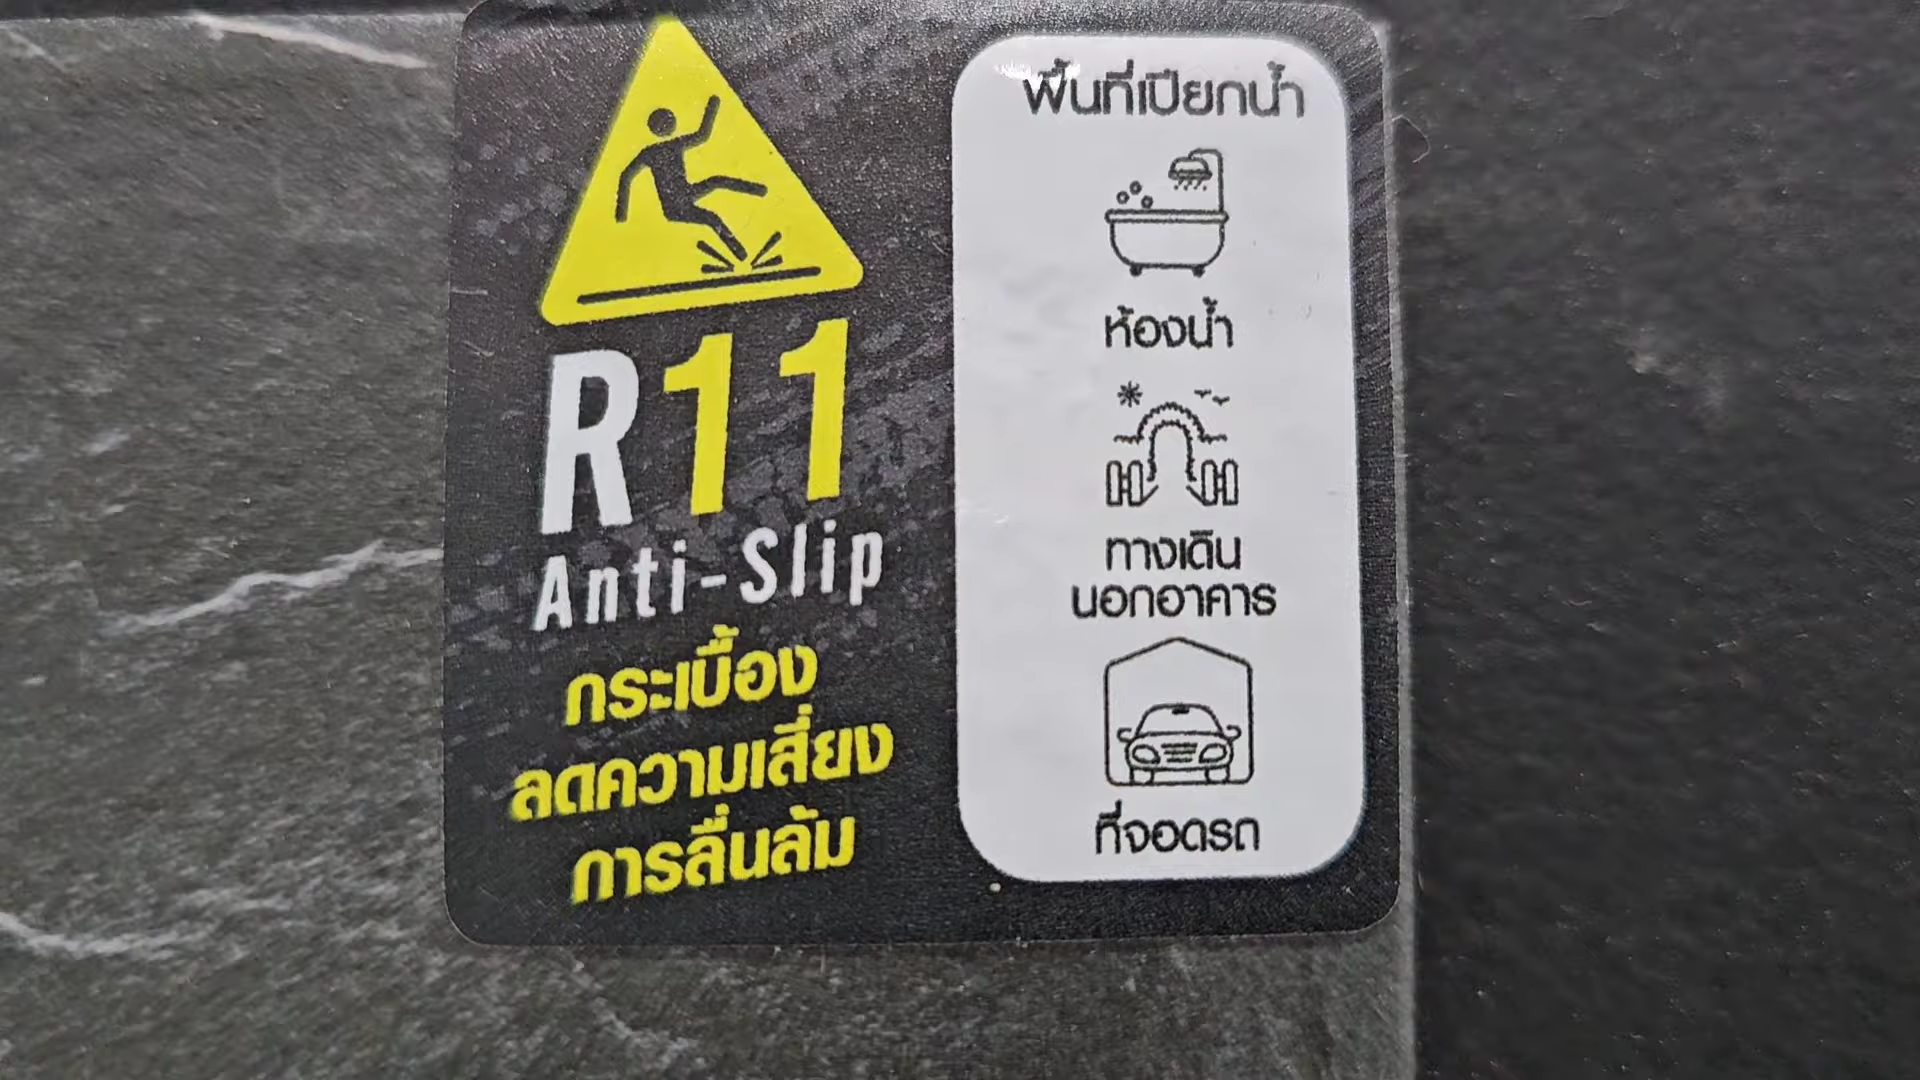 R11
Anti-Slip
กระเบื้อง
ลดความเสี่ยง
การลื่นล้ม
พื้นที่เปียกน้ำ
ห้องน้ำ
ทางเดิน
นอกอาคาร
ที่จอดรถ